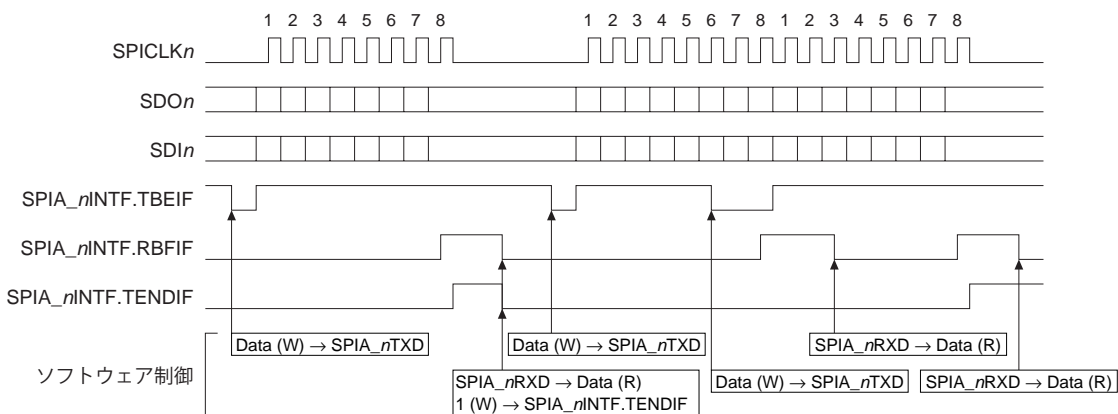 1 2 3 4 5 6 7 8 1 2 3 4 5 6 7 8 1 2 3 4 5 6 7 8
SPICLKn
SDOn
SDIn
SPIA_nINTF.TBEIF
SPIA_nINTF.RBFIF
SPIA_nINTF.TENDIF
ソフトウェア制御
Data (W) → SPIA_nTXD
Data (W) → SPIA_nTXD
SPIA_nRXD → Data (R)
SPIA_nRXD → Data (R)
1 (W) → SPIA_nINTF.TENDIF
Data (W) → SPIA_nTXD
SPIA_nRXD → Data (R)